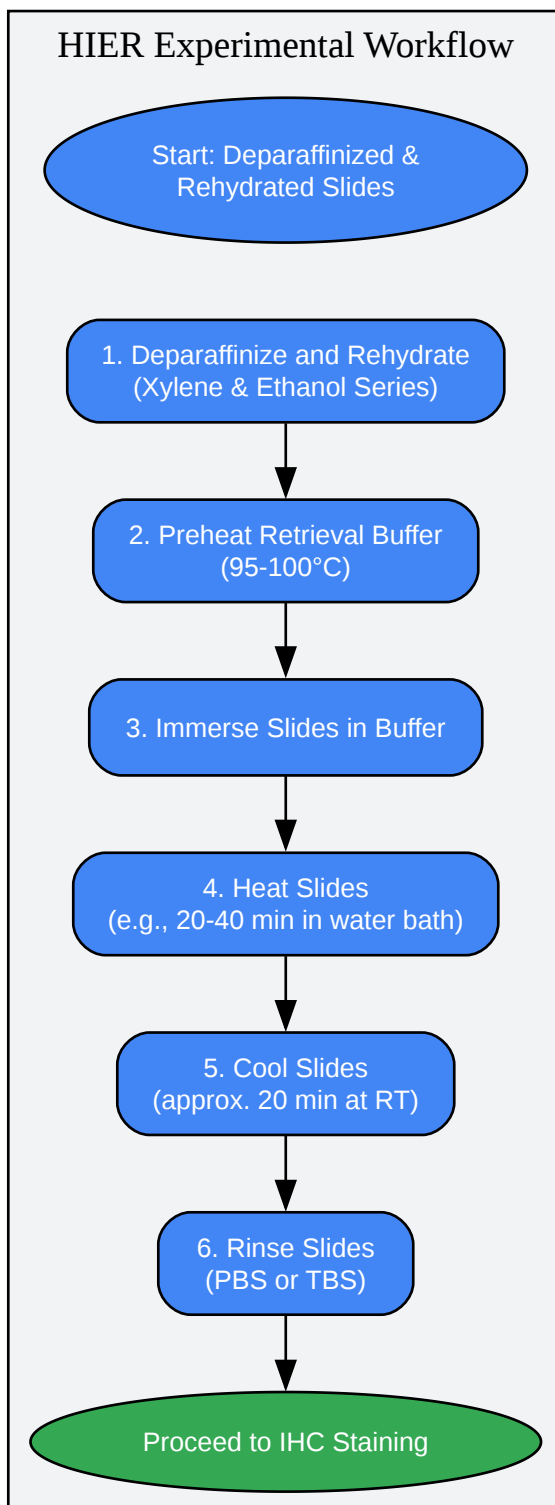 HIER Experimental Workflow
Start: Deparaffinized &
Rehydrated Slides
1. Deparaffinize and Rehydrate
(Xylene & Ethanol Series)
2. Preheat Retrieval Buffer
(95-100°C)
3. Immerse Slides in Buffer
4. Heat Slides
(e.g., 20-40 min in water bath)
5. Cool Slides
(approx. 20 min at RT)
6. Rinse Slides
(PBS or TBS)
Proceed to IHC Staining